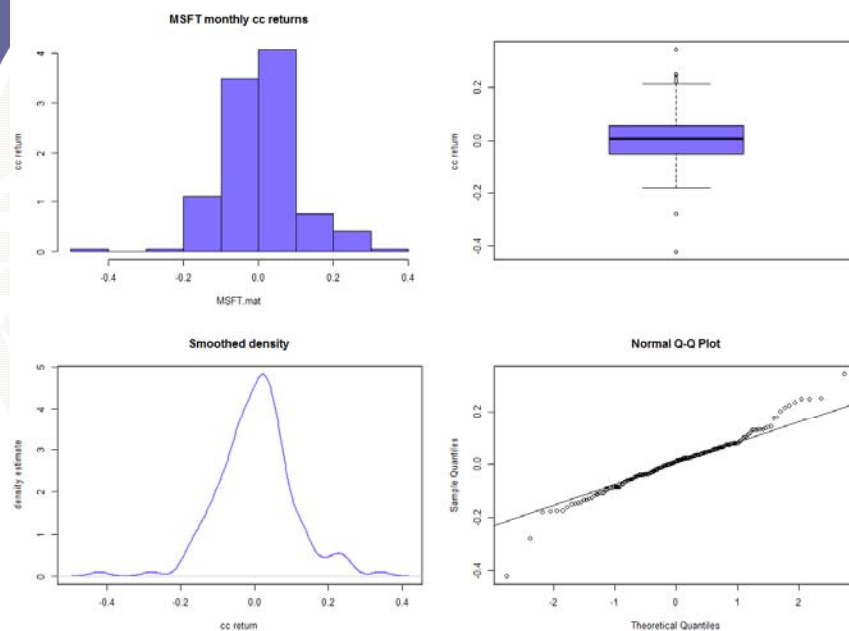 MSFT monthly cc returns
cc return
4
3
2
1
0
-0.4 -0.2 0.0 0.2 0.4
MSFT.mat
cc return
0.2
0.0
-0.2
-0.4
Smoothed density
density estimate
5
4
3
2
1
0
-0.4 -0.2 0.0 0.2 0.4
cc return
Normal Q-Q Plot
Sample Quantiles
0.2
0.0
-0.2
-0.4
-2 -1 0 1 2
Theoretical Quantiles